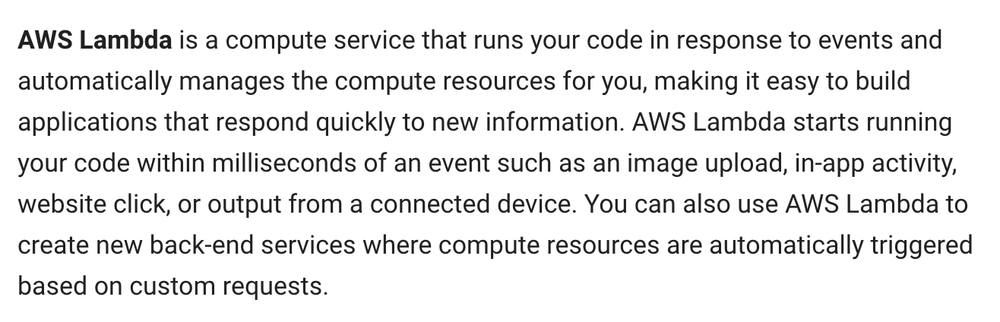 AWS Lambda is a compute service that runs your code in response to events and
automatically manages the compute resources for you, making it easy to build
applications that respond quickly to new information. AWS Lambda starts running
your code within milliseconds of an event such as an image upload, in-app activity,
website click, or output from a connected device. You can also use AWS Lambda to
create new back-end services where compute resources are automatically triggered
based on custom requests.